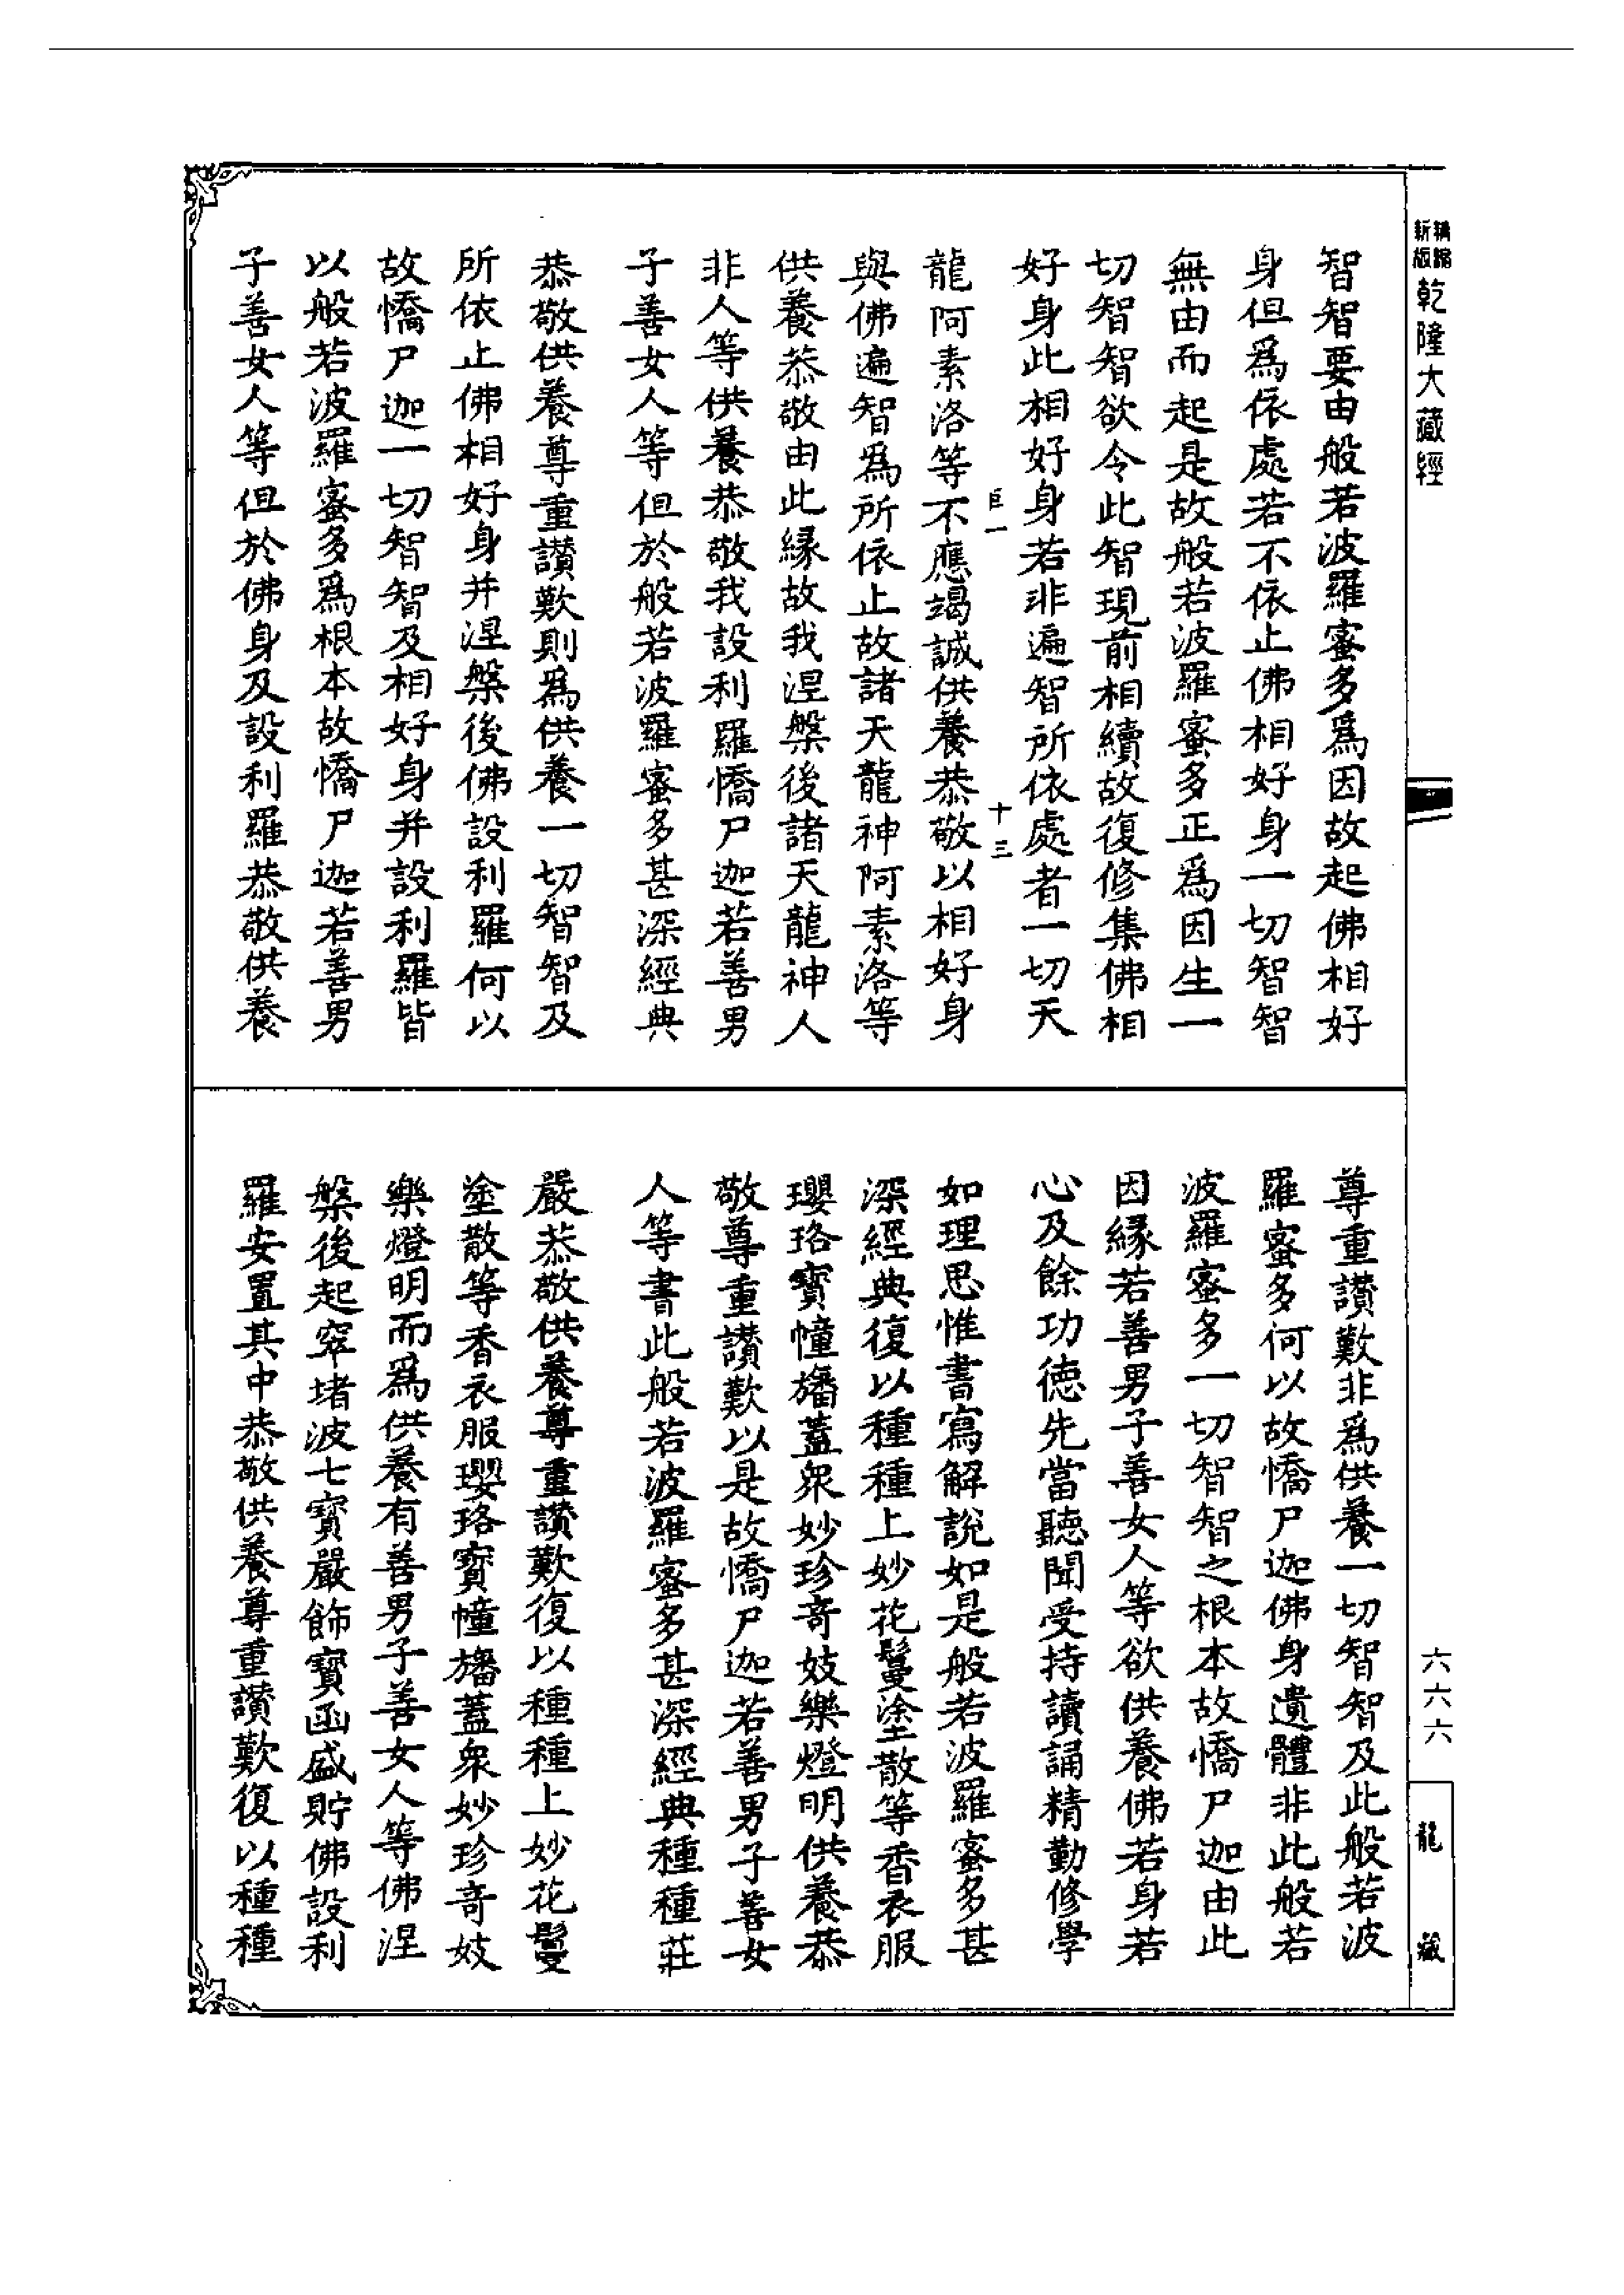 新編縮版乾隆大藏經
智智要由般若波羅蜜多爲因故起佛相好
身但爲依處若不依止佛相好身一切智智
無由而起是故般若波羅蜜多正爲因生一
切智智欲令此智現前相續故復修集佛相
好身此相好身若非遍智所依處者一切天
臣一 十三
龍阿素洛等不應竭誠供養恭敬以相好身
與佛遍智爲所依止故諸天龍神阿素洛等
供養恭敬由此緣故我涅槃後諸天龍神人
非人等供養恭敬我設利羅憍尸迦若善男
子善女人等但於般若波羅蜜多甚深經典
恭敬供養尊重讚歎則爲供養一切智智及
所依止佛相好身并涅槃後佛設利羅何以
故憍尸迦一切智智及相好身并設利羅皆
以般若波羅蜜多爲根本故憍尸迦若善男
子善女人等但於佛身及設利羅恭敬供養
尊重讚歎非爲供養一切智智及此般若波
羅蜜多何以故憍尸迦佛身遺體非此般若
波羅蜜多一切智智之根本故憍尸迦由此
因緣若善男子善女人等欲供養佛若身若
心及餘功德先當聽聞受持讀誦精勤修學
如理思惟書寫解說如是般若波羅蜜多甚
深經典復以種種上妙花鬘塗散等香衣服
瓔珞寶幢旛蓋衆妙珍奇妓樂燈明供養恭
敬尊重讚歎以是故憍尸迦若善男子善女
人等書此般若波羅蜜多甚深經典種種莊
嚴恭敬供養尊重讚歎復以種種上妙花鬘
塗散等香衣服瓔珞寶幢旛蓋衆妙珍奇妓
樂燈明而爲供養有善男子善女人等佛涅
槃後起窣堵波七寶嚴飾寶函盛貯佛設利
羅安置其中恭敬供養尊重讚歎復以種種
六六六
龍藏